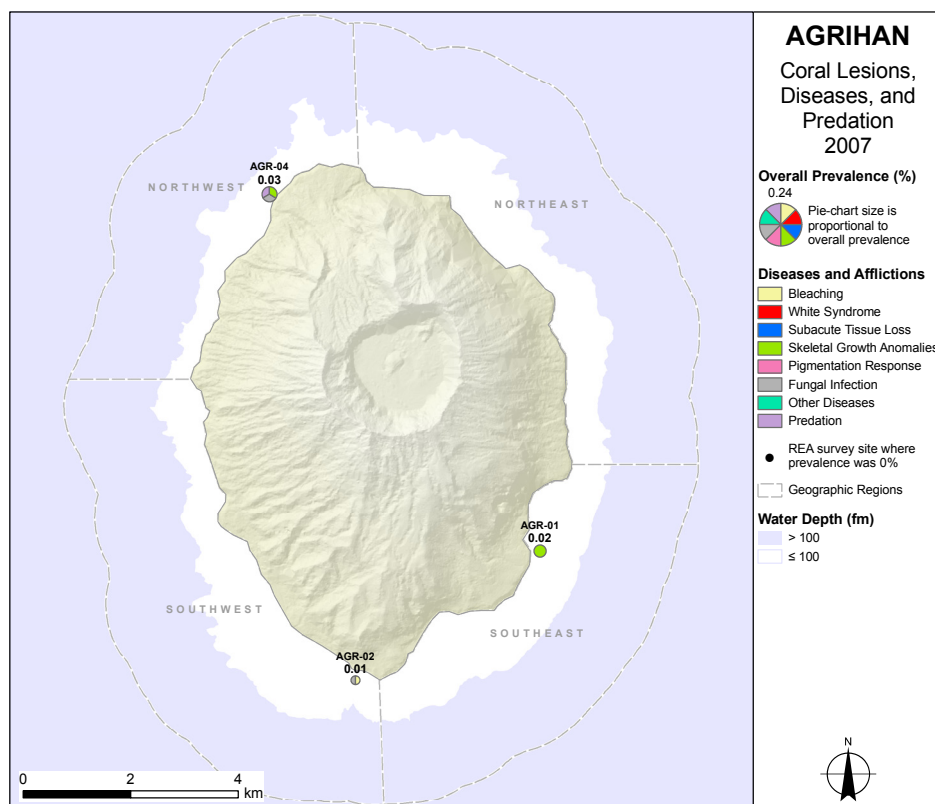 AGRIHAN
Coral Lesions,
Diseases, and
Predation
2007
Overall Prevalence (%)
0.24
Pie-chart size is
proportional to
overall prevalence
Diseases and Afflictions
Bleaching
White Syndrome
Subacute Tissue Loss
Skeletal Growth Anomalies
Pigmentation Response
Fungal Infection
Other Diseases
Predation
REA survey site where
prevalence was 0%
Geographic Regions
Water Depth (fm)
> 100
≤ 100
N
AGR-04
0.03
NORTHWEST
NORTHEAST
AGR-01
0.02
SOUTHWEST
SOUTHEAST
AGR-02
0.01
0 2 4
km